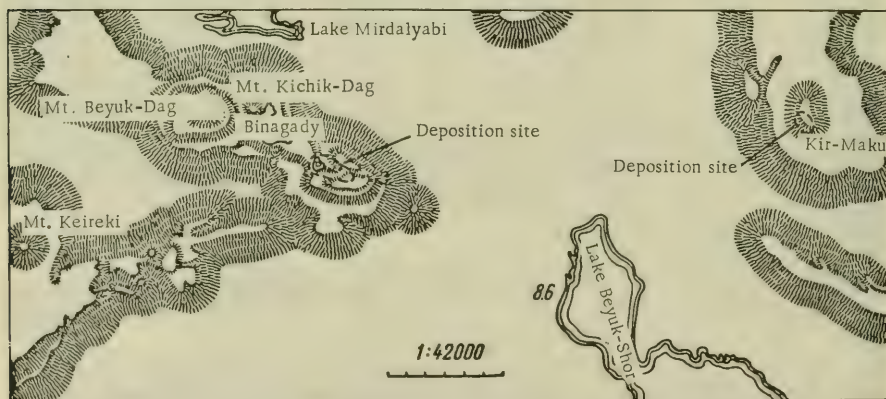 Lake Mirdalyabi
Mt. Kichik-Dag
Mt. Beyuk-Dag
Binagady
Deposition site
Kir-Maku
Deposition site
Mt. Keireki
Lake Beyuk-Shor
8.6
1:42000